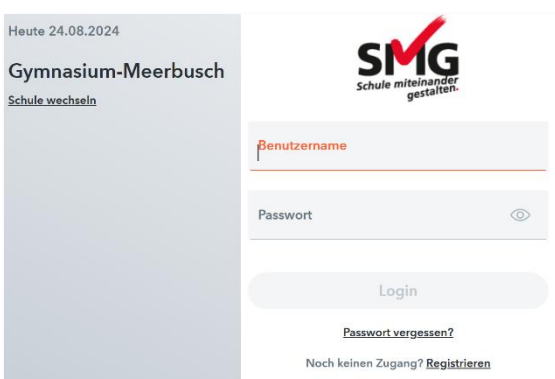 Heute 24.08.2024
Gymnasium-Meerbusch
Schule wechseln
SMG
Schule miteinander
gestalten.
Benutzername
Passwort
Login
Passwort vergessen?
Noch keinen Zugang? Registrieren